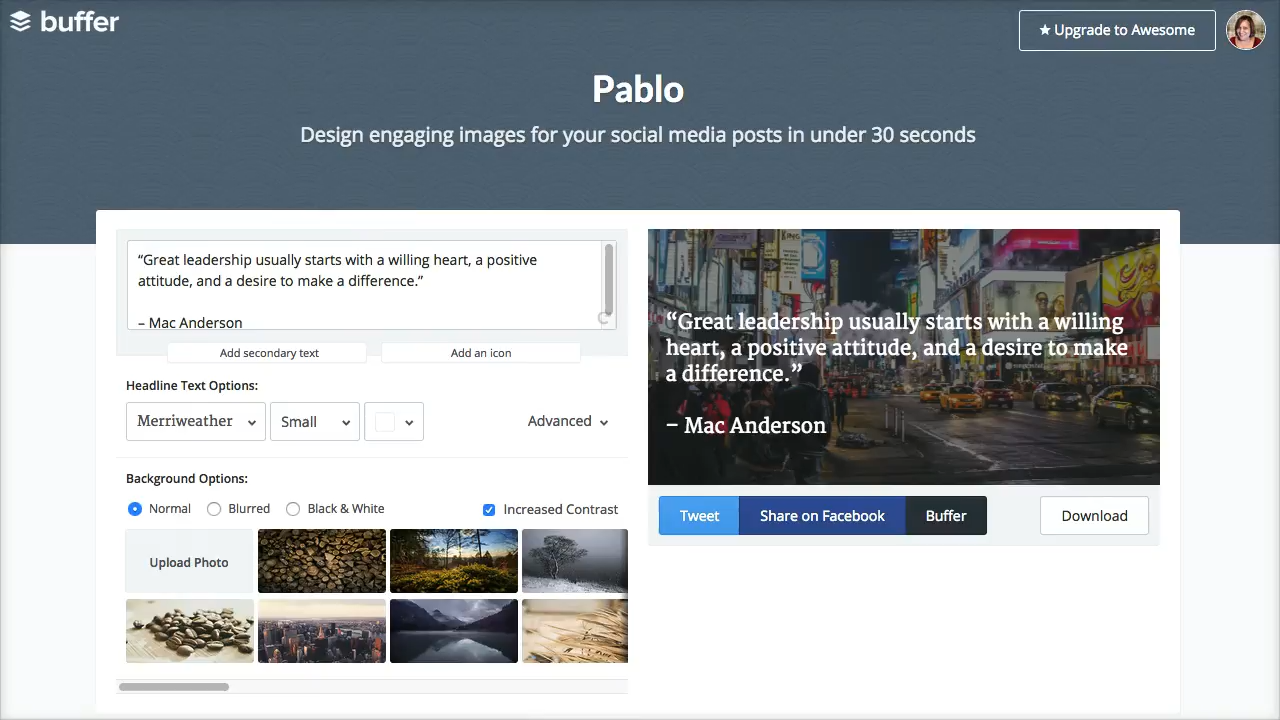 buffer
★ Upgrade to Awesome
Pablo
Design engaging images for your social media posts in under 30 seconds
“Great leadership usually starts with a willing heart, a positive
attitude, and a desire to make a difference.”
– Mac Anderson
Add secondary text
Add an icon
Headline Text Options:
Merriweather
Small
Advanced
Background Options:
Normal
Blurred
Black & White
Increased Contrast
Upload Photo
“Great leadership usually starts with a willing
heart, a positive attitude, and a desire to make
a difference.”
– Mac Anderson
Tweet
Share on Facebook
Buffer
Download